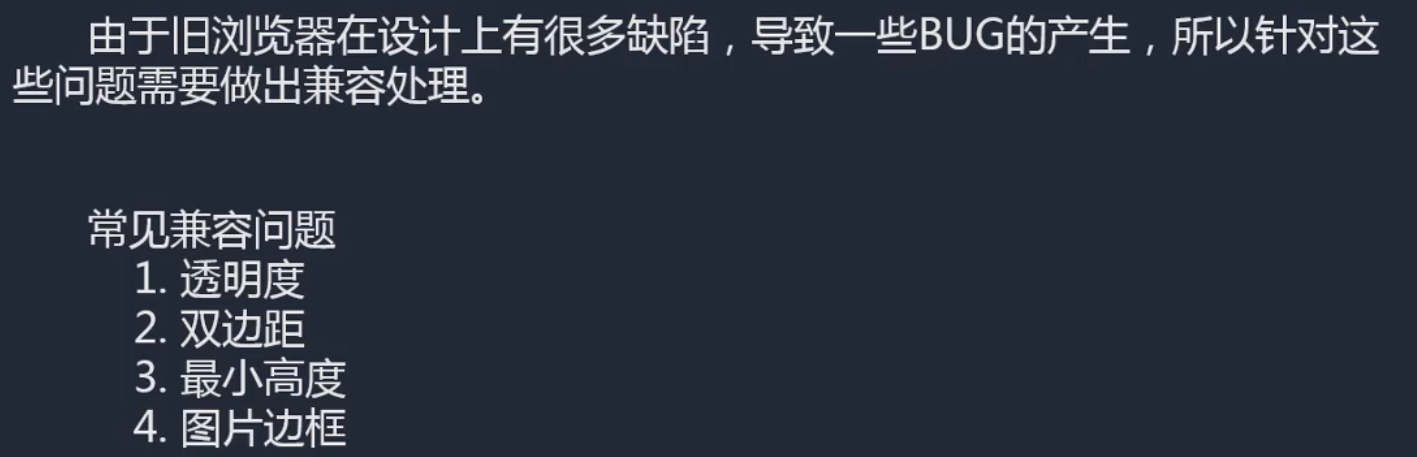 由于旧浏览器在设计上有很多缺陷，导致一些BUG的产生，所以针对这
些问题需要做出兼容处理。
常见兼容问题
1. 透明度
2. 双边距
3. 最小高度
4. 图片边框